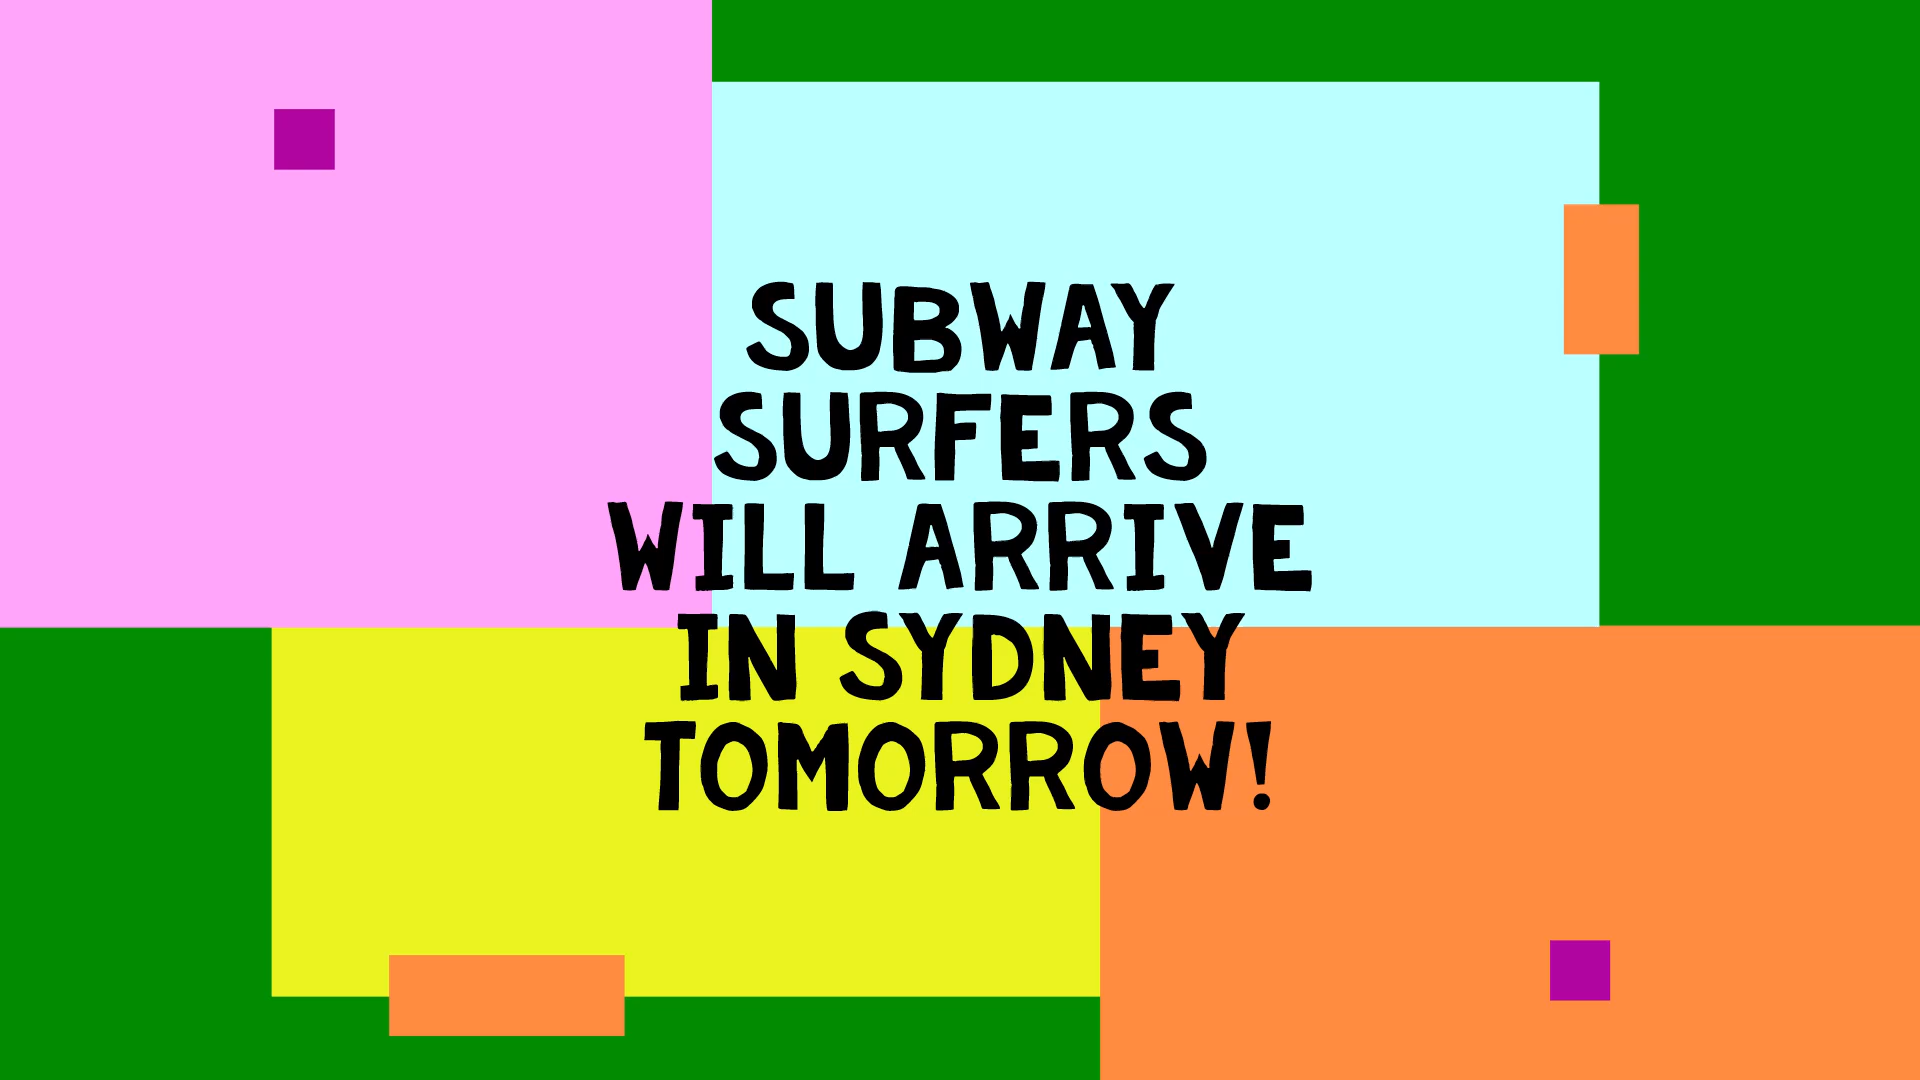 SUBWAY
SURFERS
WILL ARRIVE
IN SYDNEY
TOMORROW!